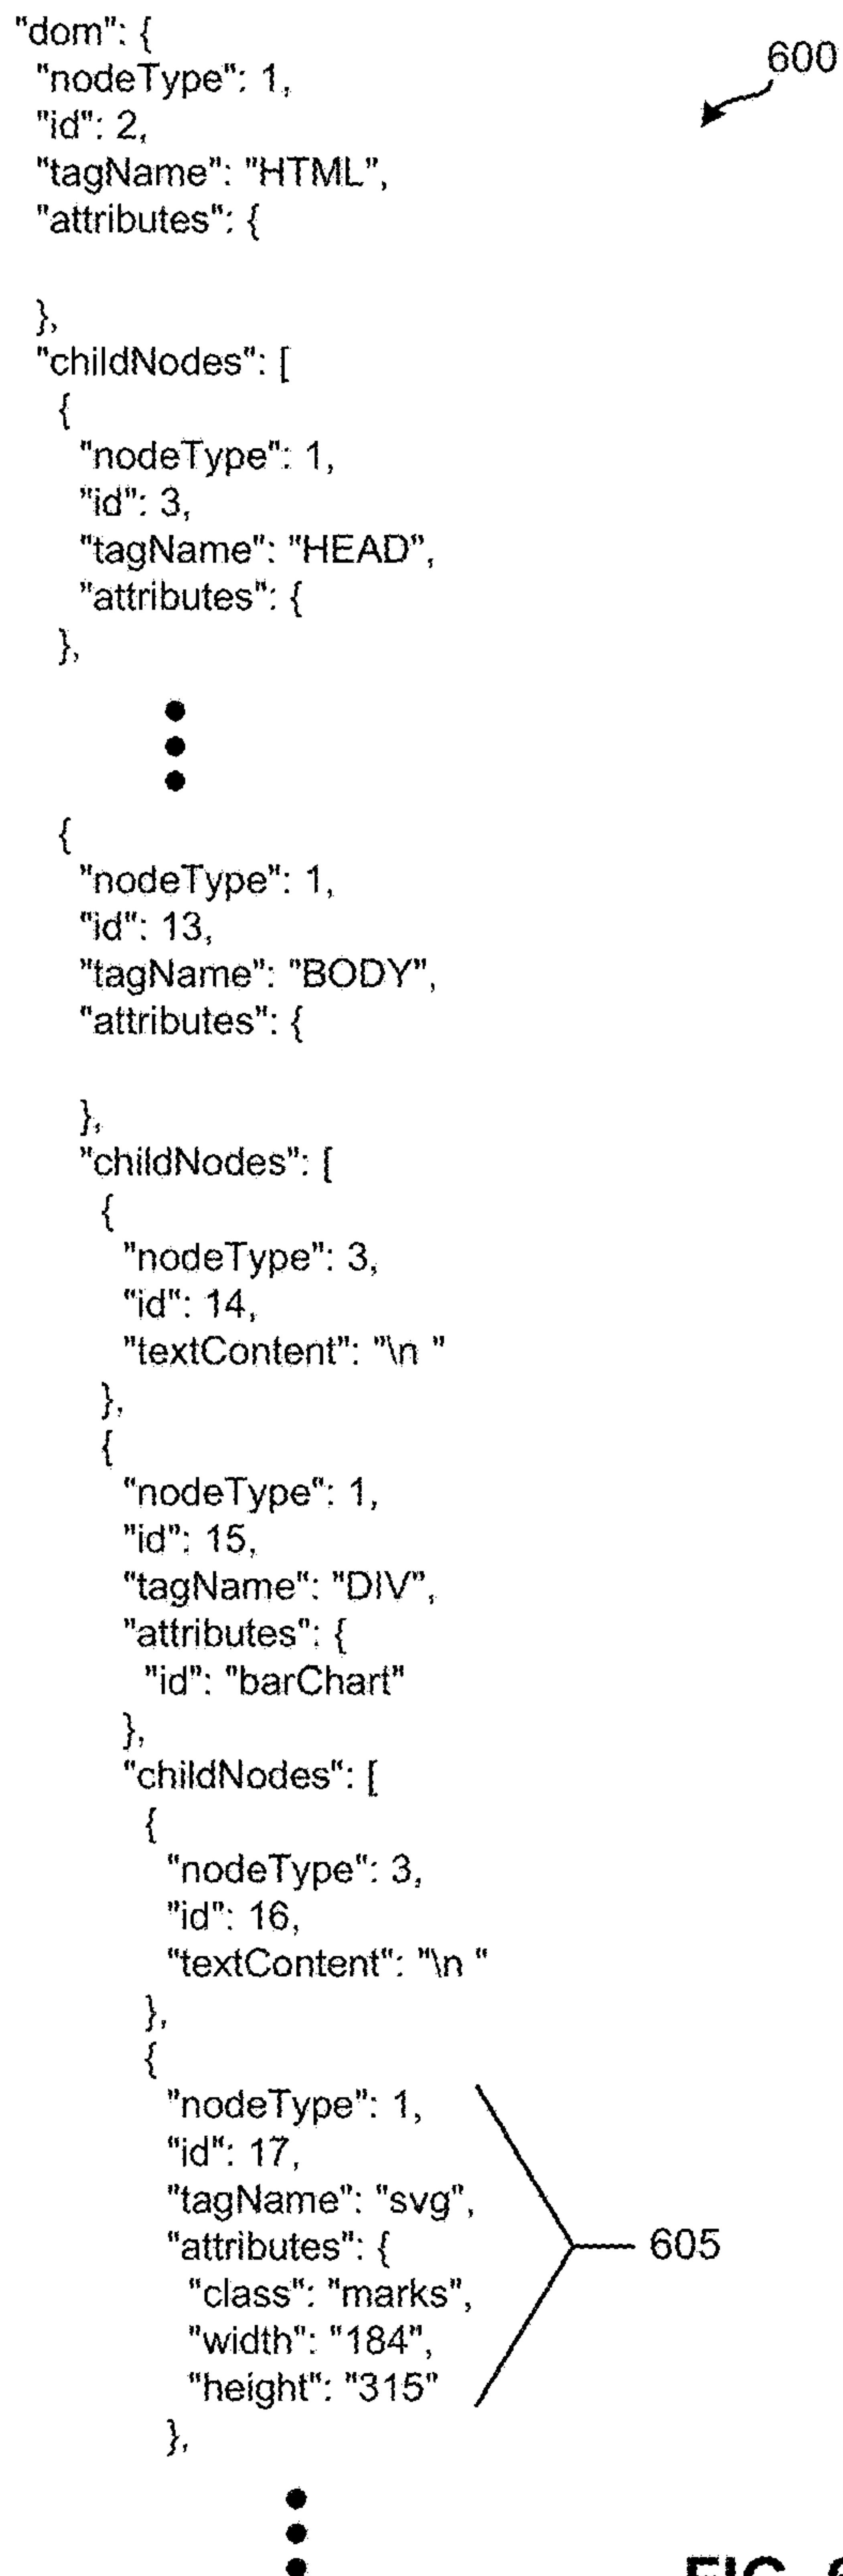 "dom": {
600
"nodeType": 1,
"id": 2,
"tagName": "HTML",
"attributes": {
},
"childNodes": [
{
"nodeType": 1,
"id": 3,
"tagName": "HEAD",
"attributes": {
},
{
"nodeType": 1,
"id": 13,
"tagName": "BODY",
"attributes": {
},
"childNodes": [
{
"nodeType": 3,
"id": 14,
"textContent": "\n "
},
{
"nodeType": 1,
"id": 15,
"tagName": "DIV",
"attributes": {
"id": "barChart"
},
"childNodes": [
{
"nodeType": 3,
"id": 16,
"textContent": "\n "
},
{
"nodeType": 1,
"id": 17,
"tagName": "svg",
"attributes": {
605
"class": "marks",
"width": "184",
"height": "315"
},
FIG.